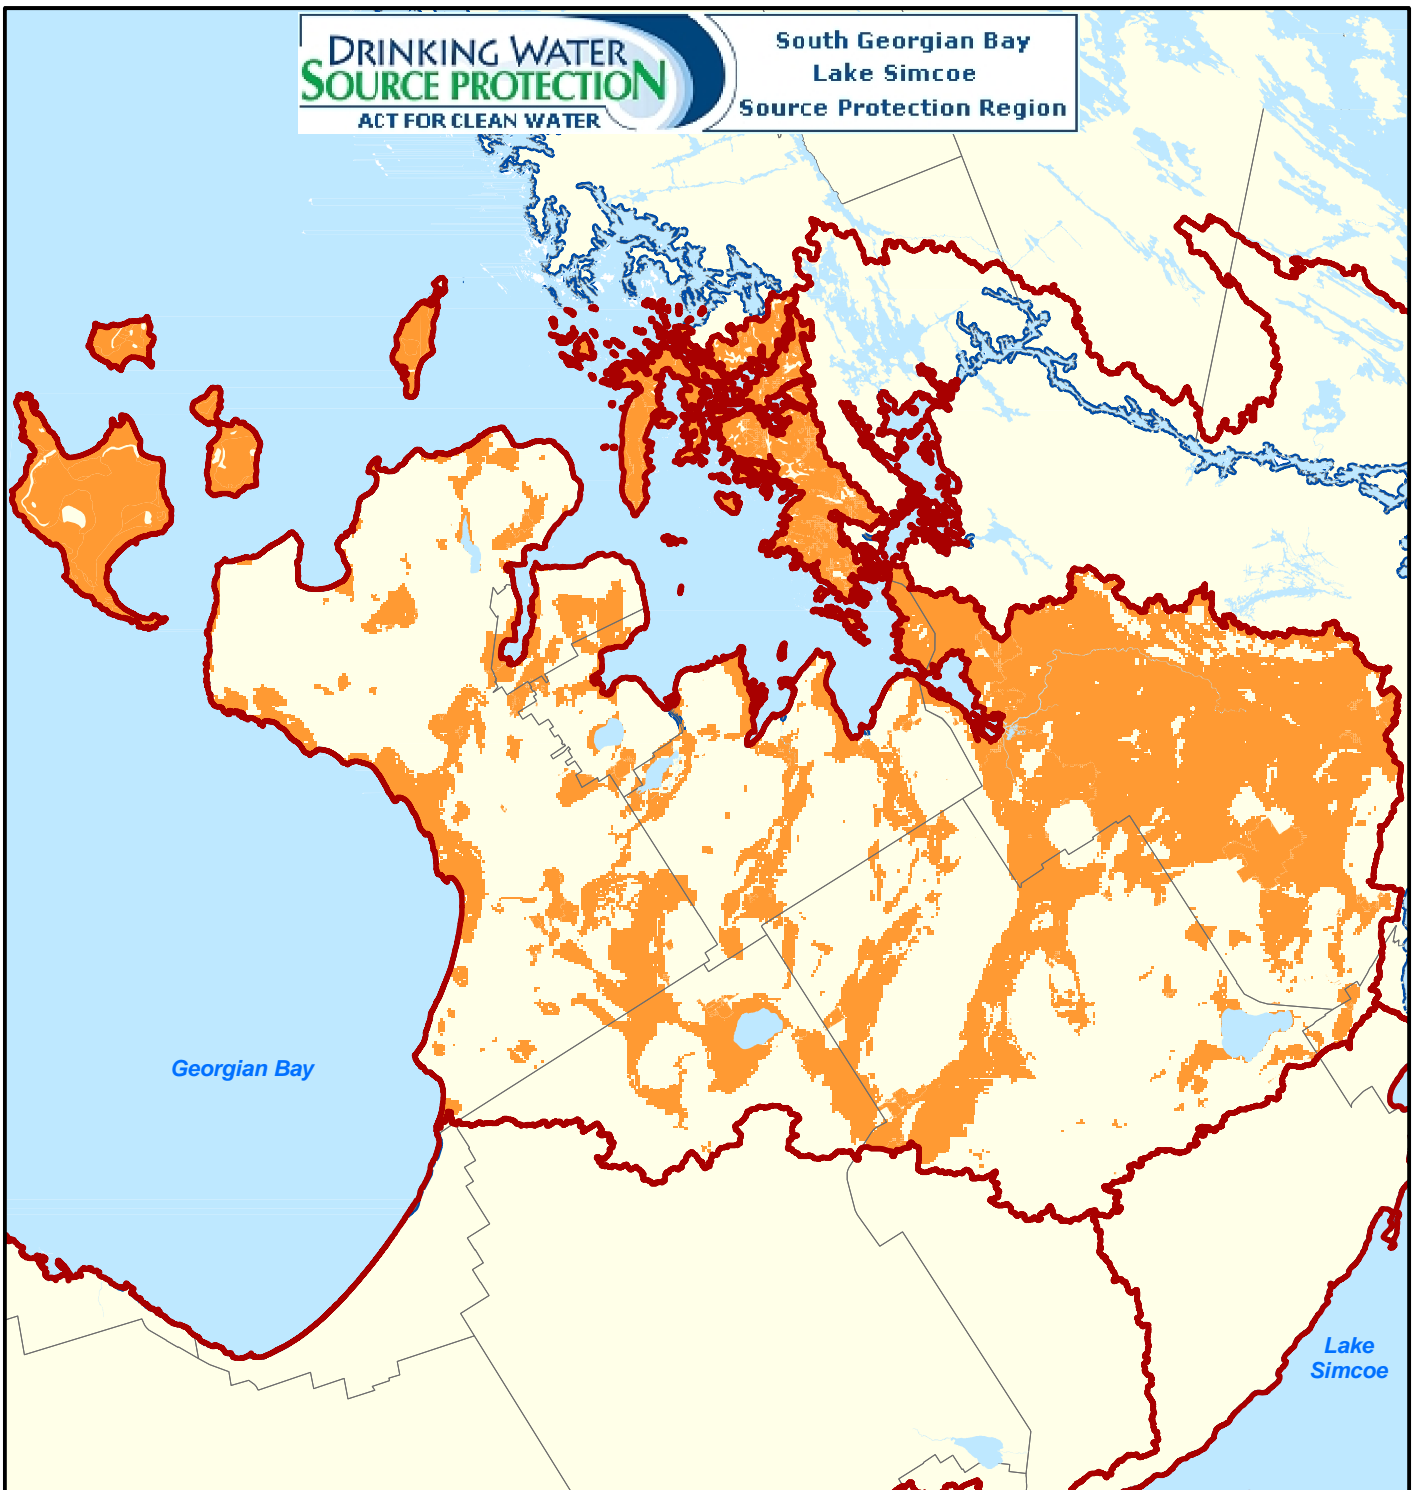 DRINKING WATER
SOURCE PROTECTION
ACT FOR CLEAN WATER
South Georgian Bay
Lake Simcoe
Source Protection Region
Georgian Bay
Lake
Simcoe